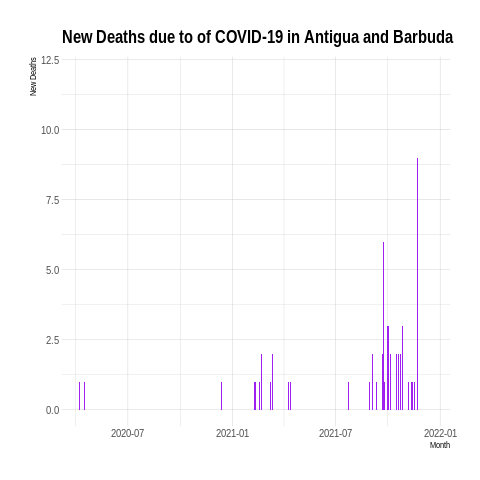 New Deaths due to of COVID-19 in Antigua and Barbuda
New Deaths
12.5
10.0
7.5
5.0
2.5
0.0
2020-07 2021-01 2021-07 2022-01
Month